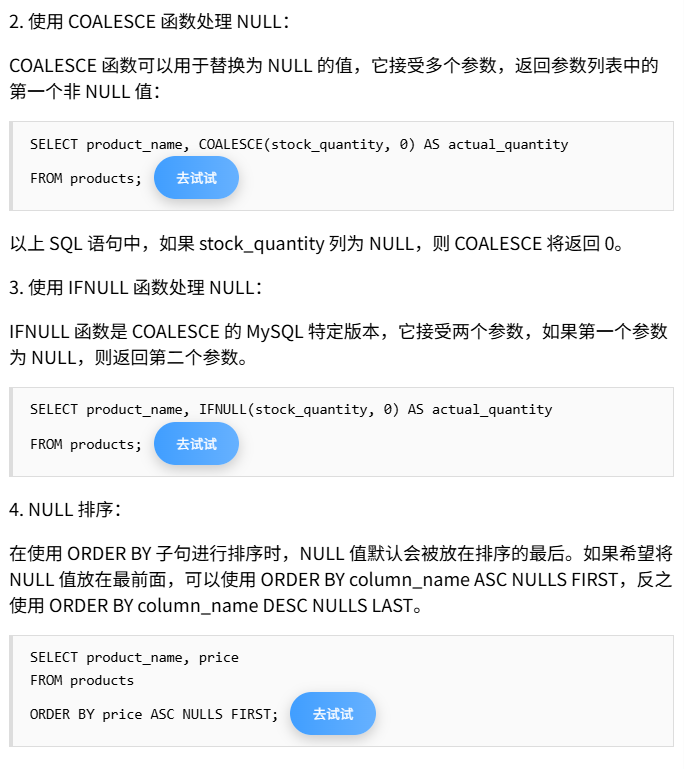 2. 使用 COALESCE 函数处理 NULL：
COALESCE 函数可以用于替换为 NULL 的值，它接受多个参数，返回参数列表中的
第一个非 NULL 值：
SELECT product_name, COALESCE(stock_quantity, 0) AS actual_quantity
FROM products; 去试试
以上 SQL 语句中，如果 stock_quantity 列为 NULL，则 COALESCE 将返回 0。
3. 使用 IFNULL 函数处理 NULL：
IFNULL 函数是 COALESCE 的 MySQL 特定版本，它接受两个参数，如果第一个参数
为 NULL，则返回第二个参数。
SELECT product_name, IFNULL(stock_quantity, 0) AS actual_quantity
FROM products; 去试试
4. NULL 排序：
在使用 ORDER BY 子句进行排序时，NULL 值默认会被放在排序的最后。如果希望将
NULL 值放在最前面，可以使用 ORDER BY column_name ASC NULLS FIRST，反之
使用 ORDER BY column_name DESC NULLS LAST。
SELECT product_name, price
FROM products
ORDER BY price ASC NULLS FIRST; 去试试